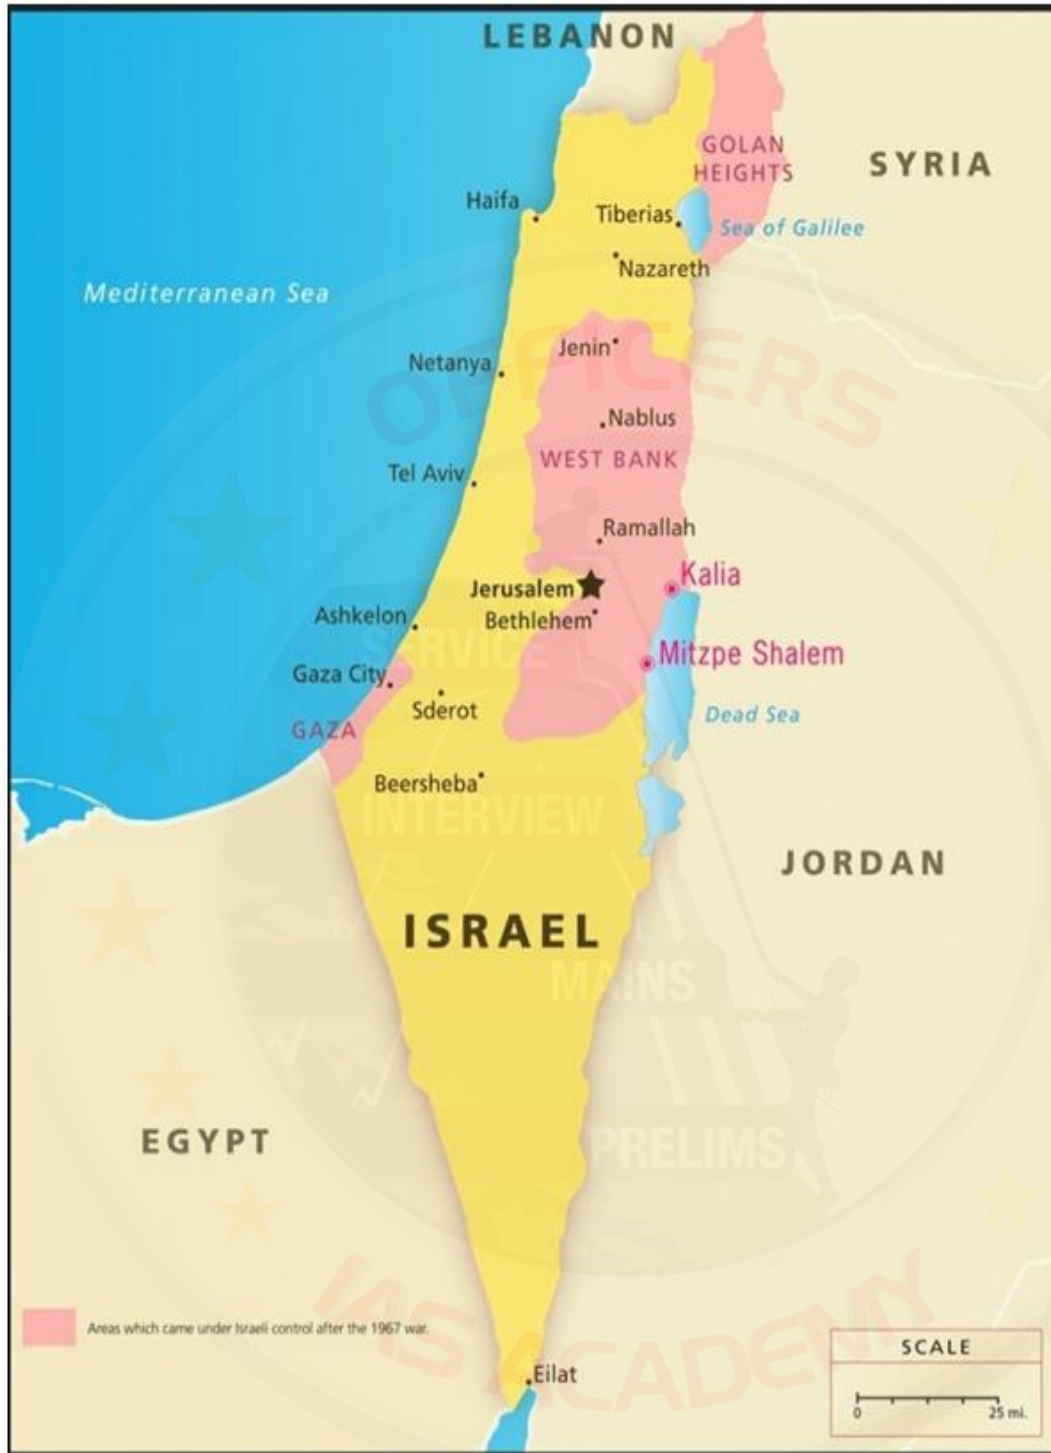 LEBANON
GOLAN
HEIGHTS
SYRIA
Haifa
Tiberias
Sea of Galilee
Nazareth
Mediterranean Sea
OFFICERS
Jenin
Netanya
Nablus
WEST BANK
Tel Aviv
Ramallah
Kalia
Jerusalem
Ashkelon
Bethlehem
SERVICE
Mitzpe Shalem
Gaza City
Sderot
Dead Sea
GAZA
Beersheba
INTERVIEW
JORDAN
ISRAEL
MAINS
EGYPT
PRELIMS
IAS ACADEMY
Areas which came under Israeli control after the 1967 war.
SCALE
0 25 mi.
Eilat